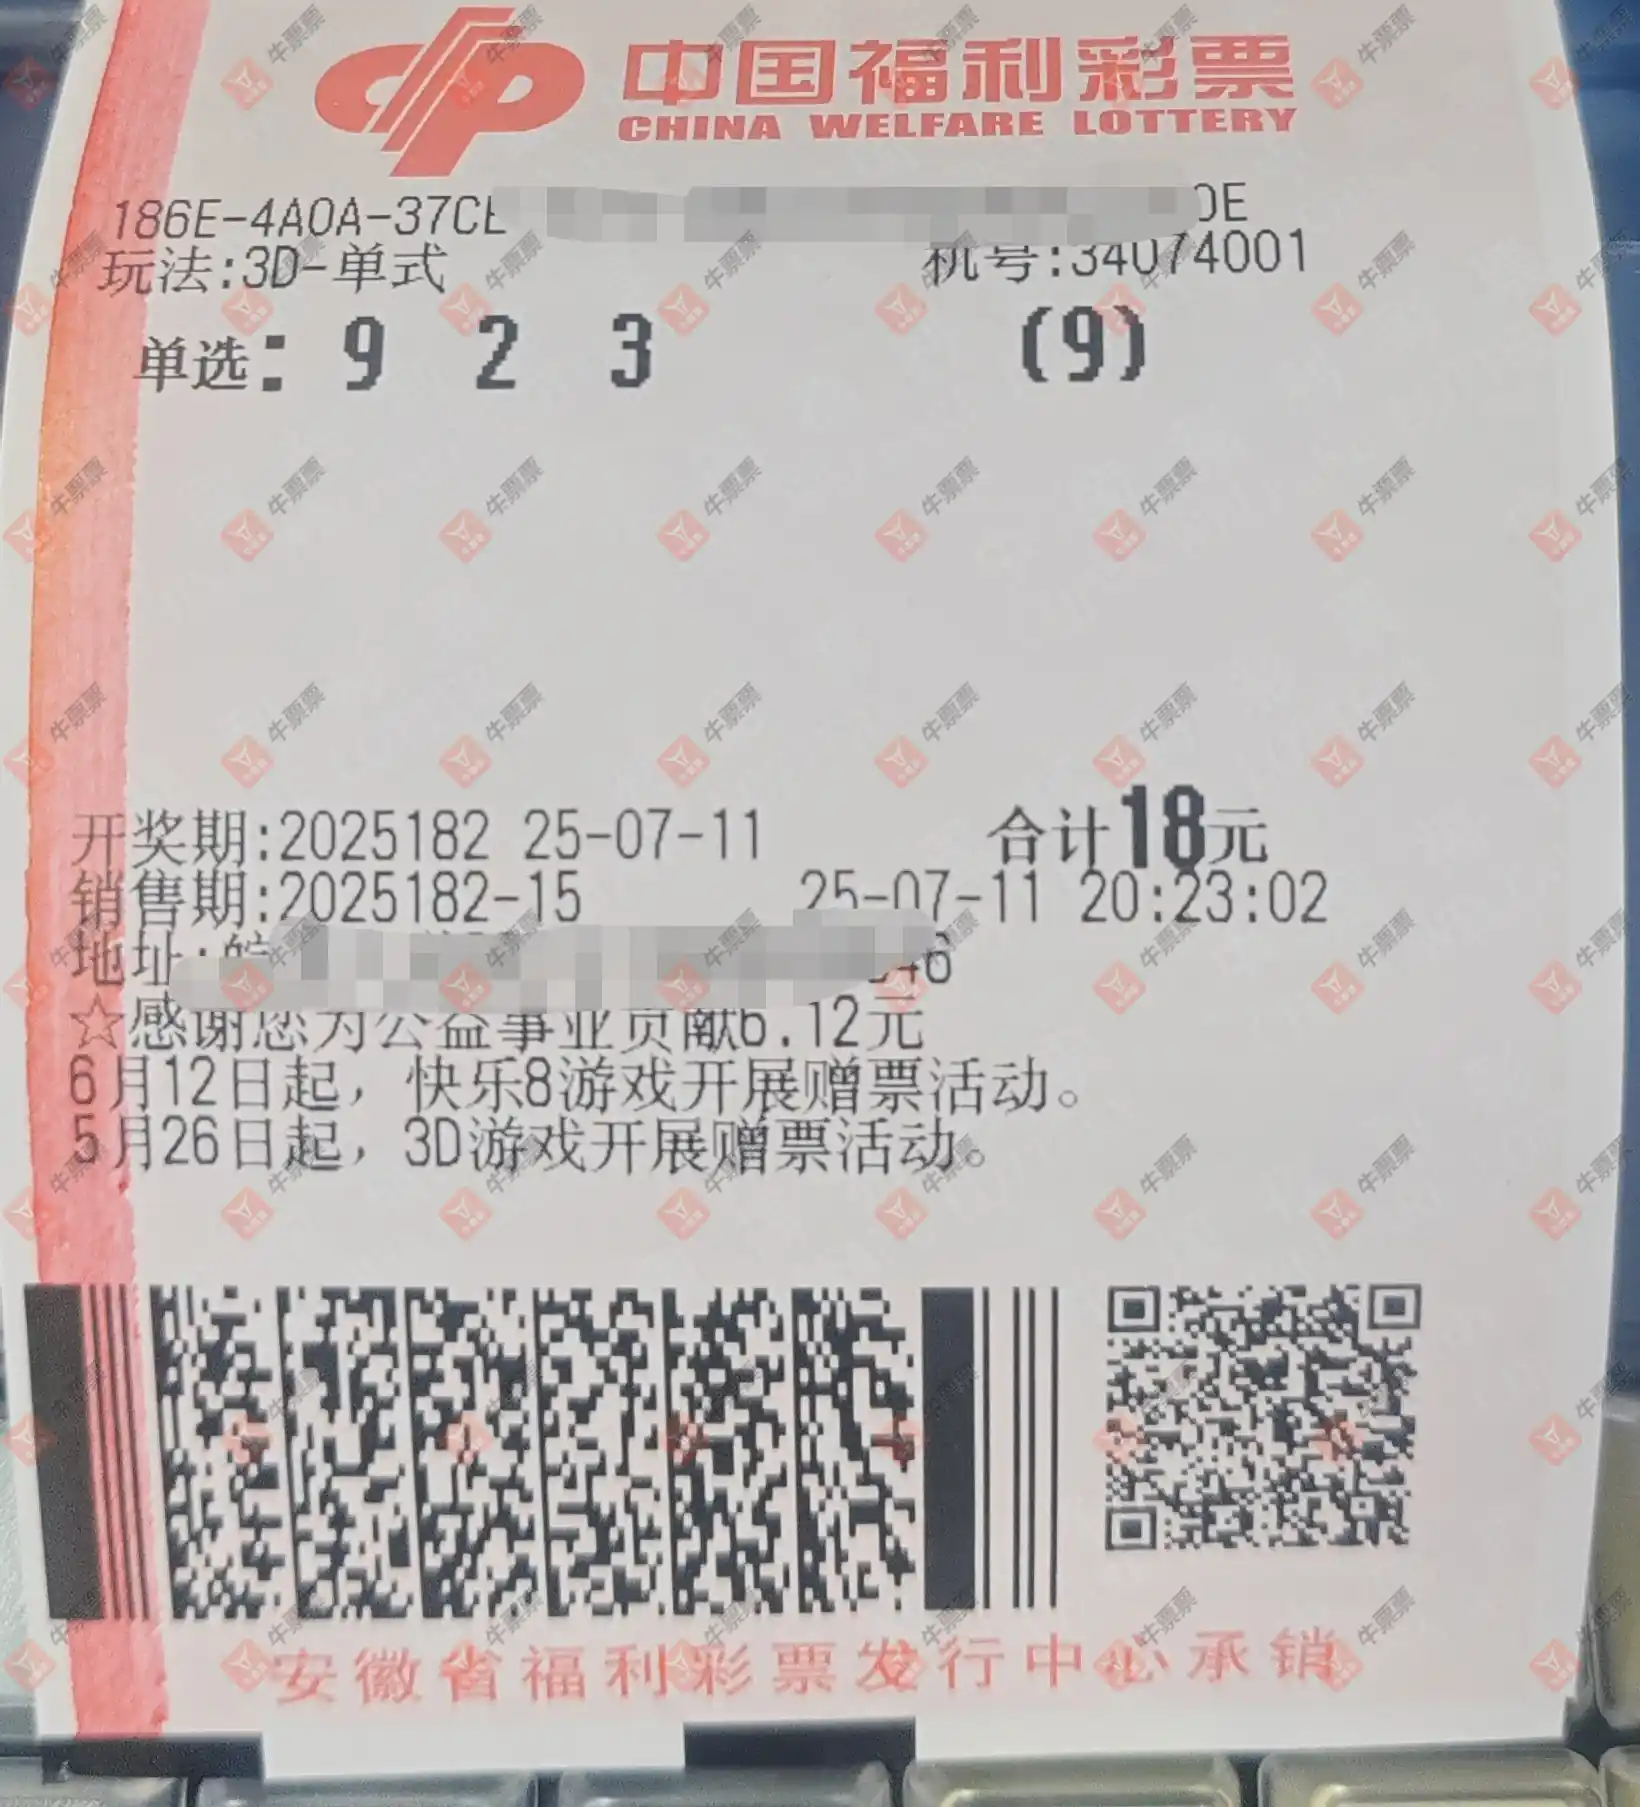 中国福利彩票
CHINA WELFARE LOTTERY
186E-4A0A-37CE 0E
玩法:3D-单式 机号:34074001
单选: 9 2 3 (9)
开奖期:2025182 25-07-11 合计18元
销售期:2025182-15 25-07-11 20:23:02
地址:皖 46
☆感谢您为公益事业贡献6.12元
6月12日起，快乐8游戏开展赠票活动。
5月26日起，3D游戏开展赠票活动。
安徽省福利彩票发行中心承销
牛票票